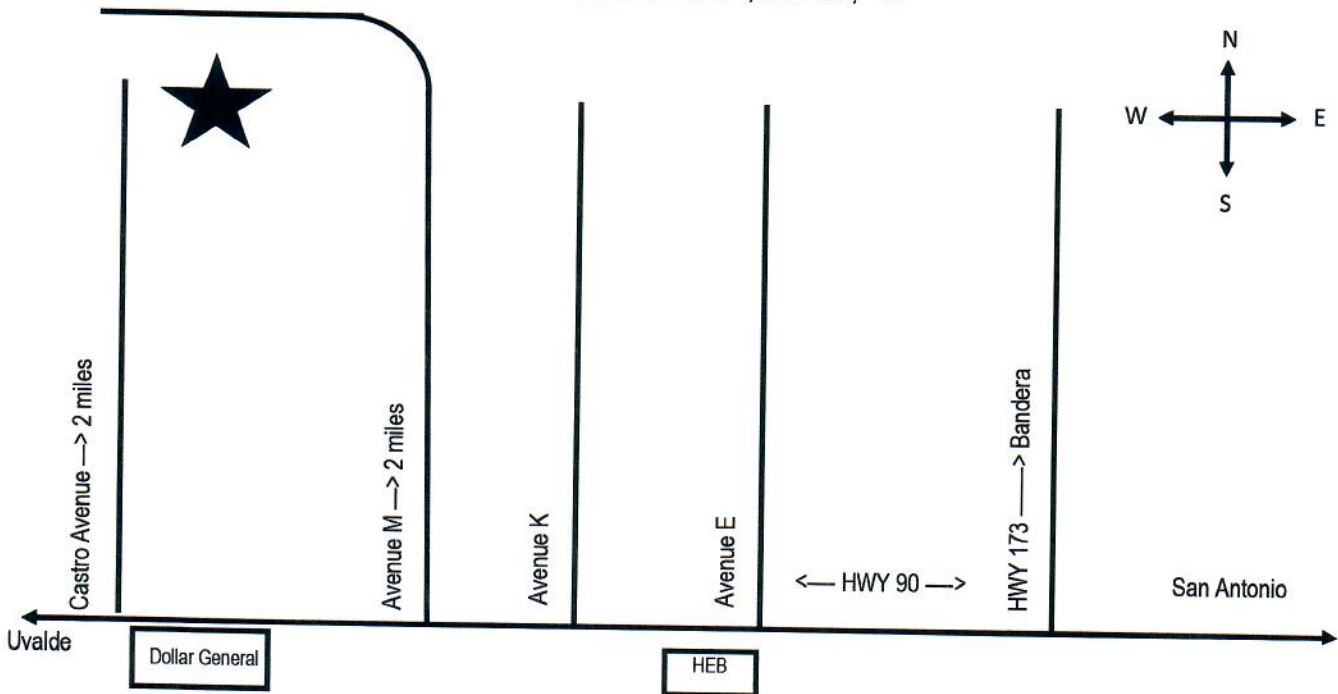 N
W E
S
Castro Avenue —-> 2 miles
Avenue M —-> 2 miles
Avenue K
Avenue E
<—- HWY 90 —->
HWY 173 ——-> Bandera
San Antonio
Uvalde
Dollar General
HEB